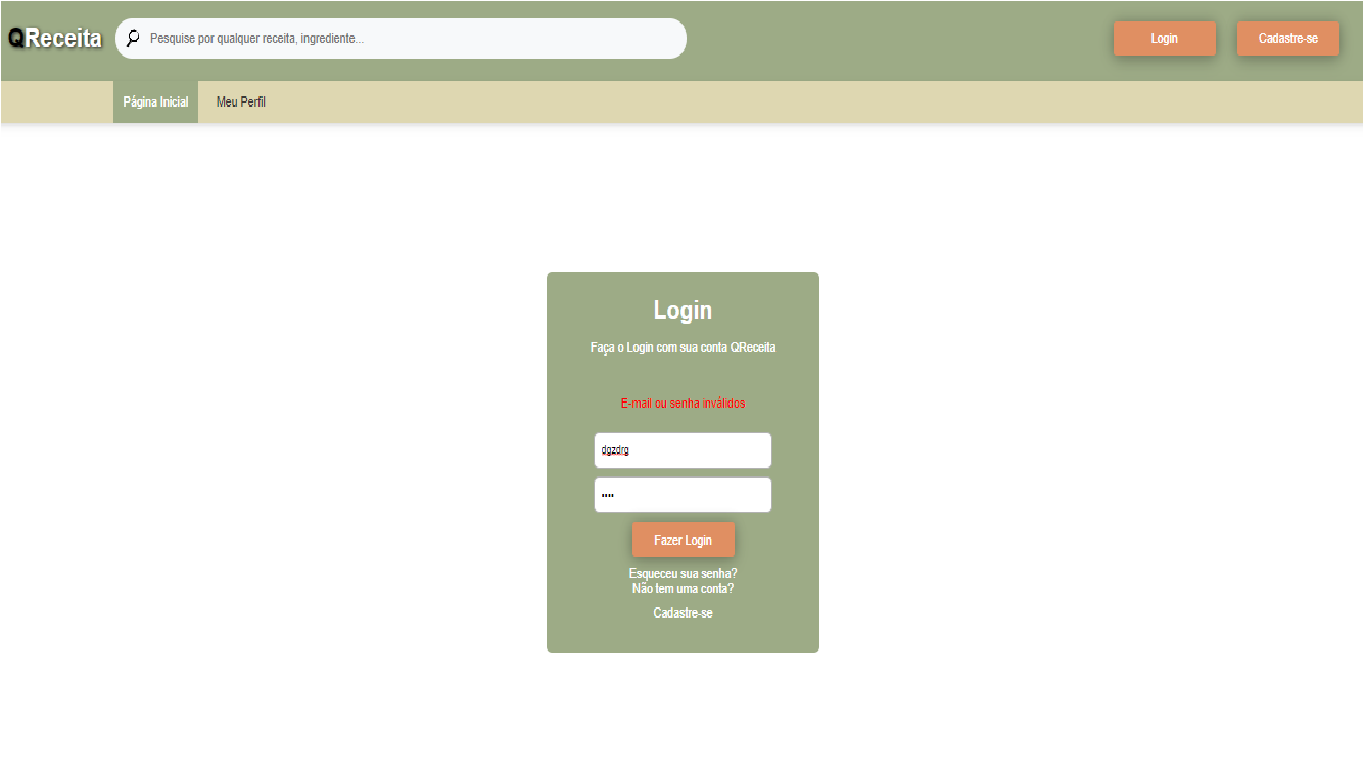 QReceita
Pesquise por qualquer receita, ingrediente...
Login
Cadastre-se
Página Inicial
Meu Perfil
Login
Faça o Login com sua conta QReceita
E-mail ou senha inválidos
dgzdrg
••••
Fazer Login
Esqueceu sua senha?
Não tem uma conta?
Cadastre-se